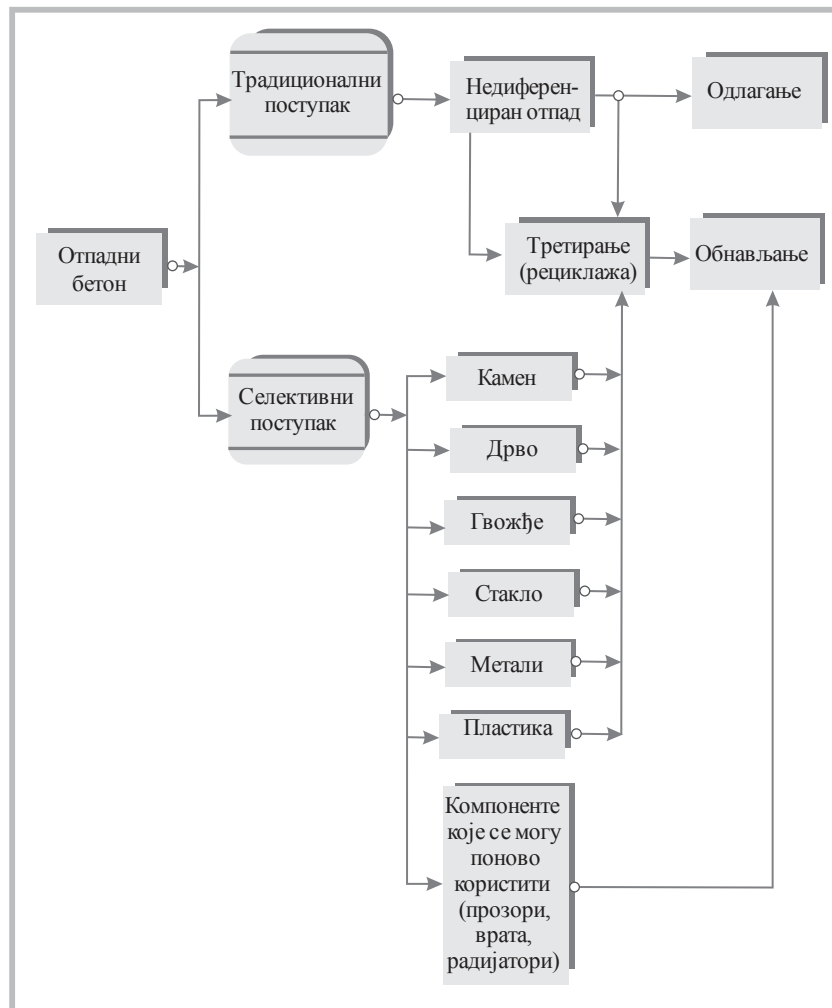 Традиционални
поступак
Недиферен-
циран отпад
Одлагање
Отпадни
бетон
Третирање
(рециклажа)
Обнављање
Селективни
поступак
Камен
Дрво
Гвожђе
Стакло
Метали
Пластика
Компоненте
које се могу
поново
користити
(прозори,
врата,
радијатори)